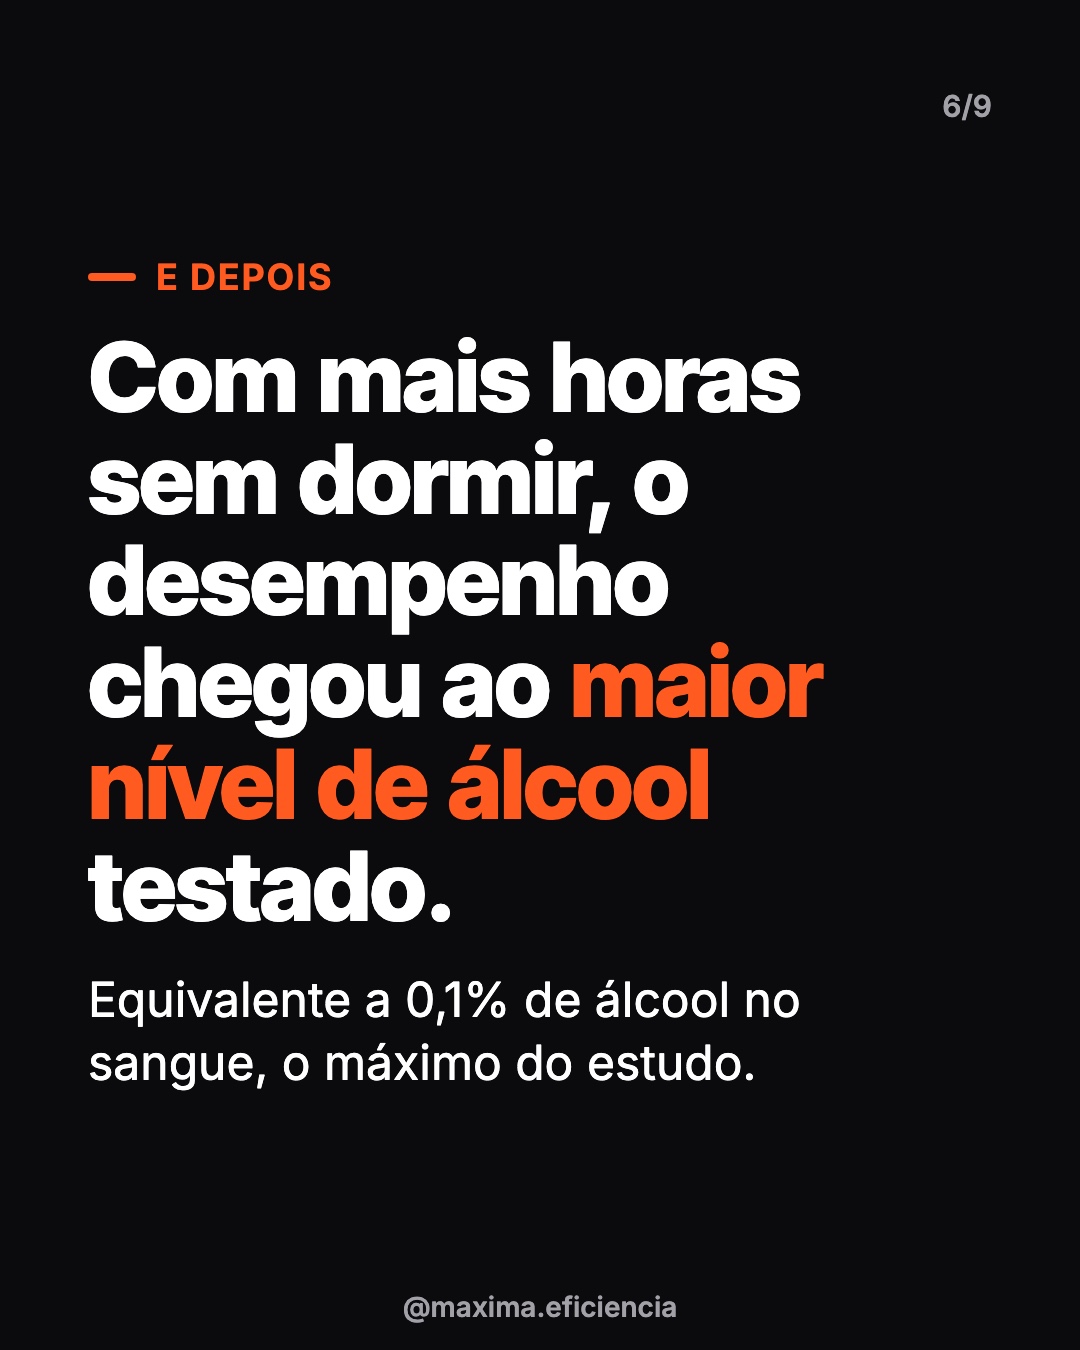 6/9
E DEPOIS
Com mais horas
sem dormir, o
desempenho
chegou ao maior
nível de álcool
testado.
Equivalente a 0,1% de álcool no
sangue, o máximo do estudo.
@maxima.eficiencia